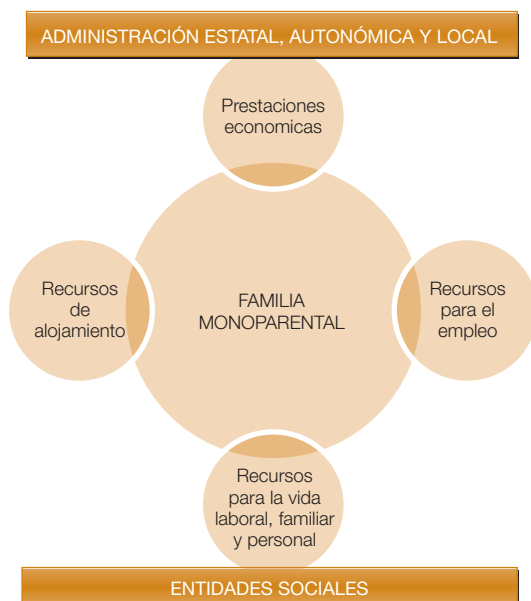 ADMINISTRACIÓN ESTATAL, AUTONÓMICA Y LOCAL
Prestaciones
economicas
Recursos
de
alojamiento
FAMILIA
MONOPARENTAL
Recursos
para el
empleo
Recursos
para la vida
laboral, familiar
y personal
ENTIDADES SOCIALES